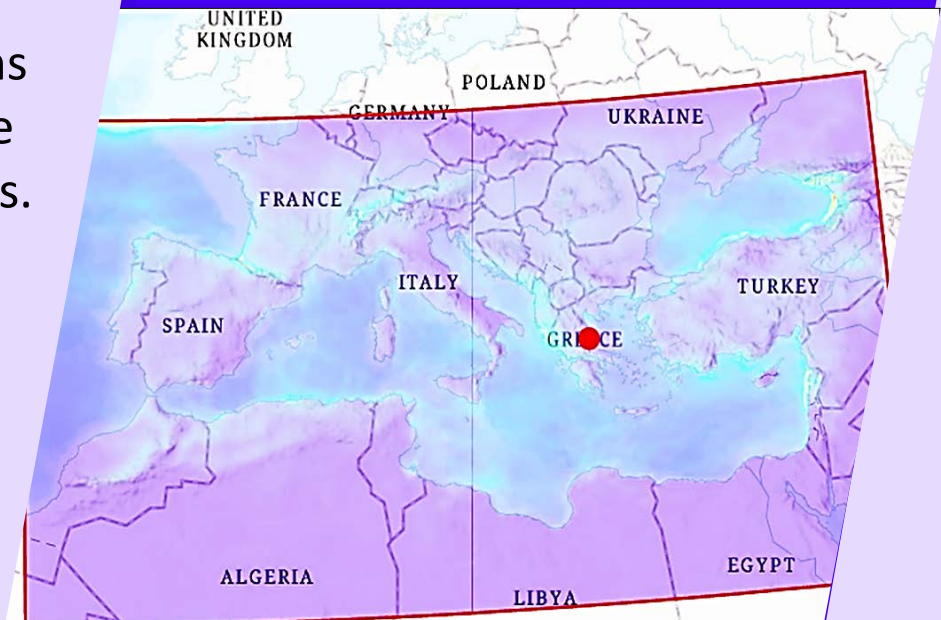 s.
UNITED
KINGDOM
POLAND
GERMANY
UKRAINE
FRANCE
ITALY
TURKEY
SPAIN
ALGERIA
EGYPT
LIBYA